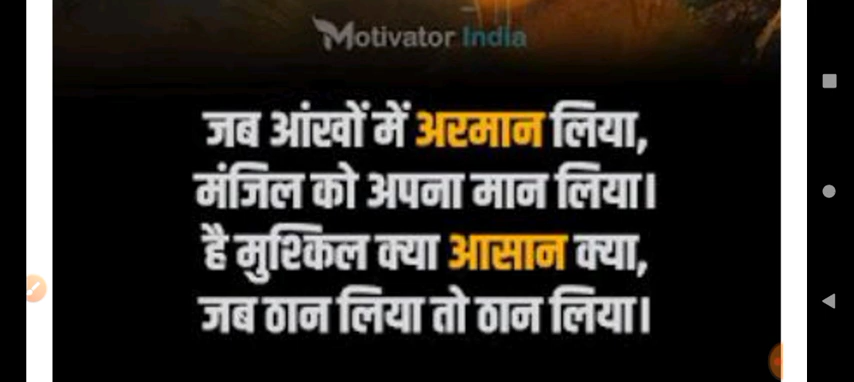 Motivator India
जब आंखों में अरमान लिया,
मंजिल को अपना मान लिया।
है मुश्किल क्या आसान क्या,
जब ठान लिया तो ठान लिया।